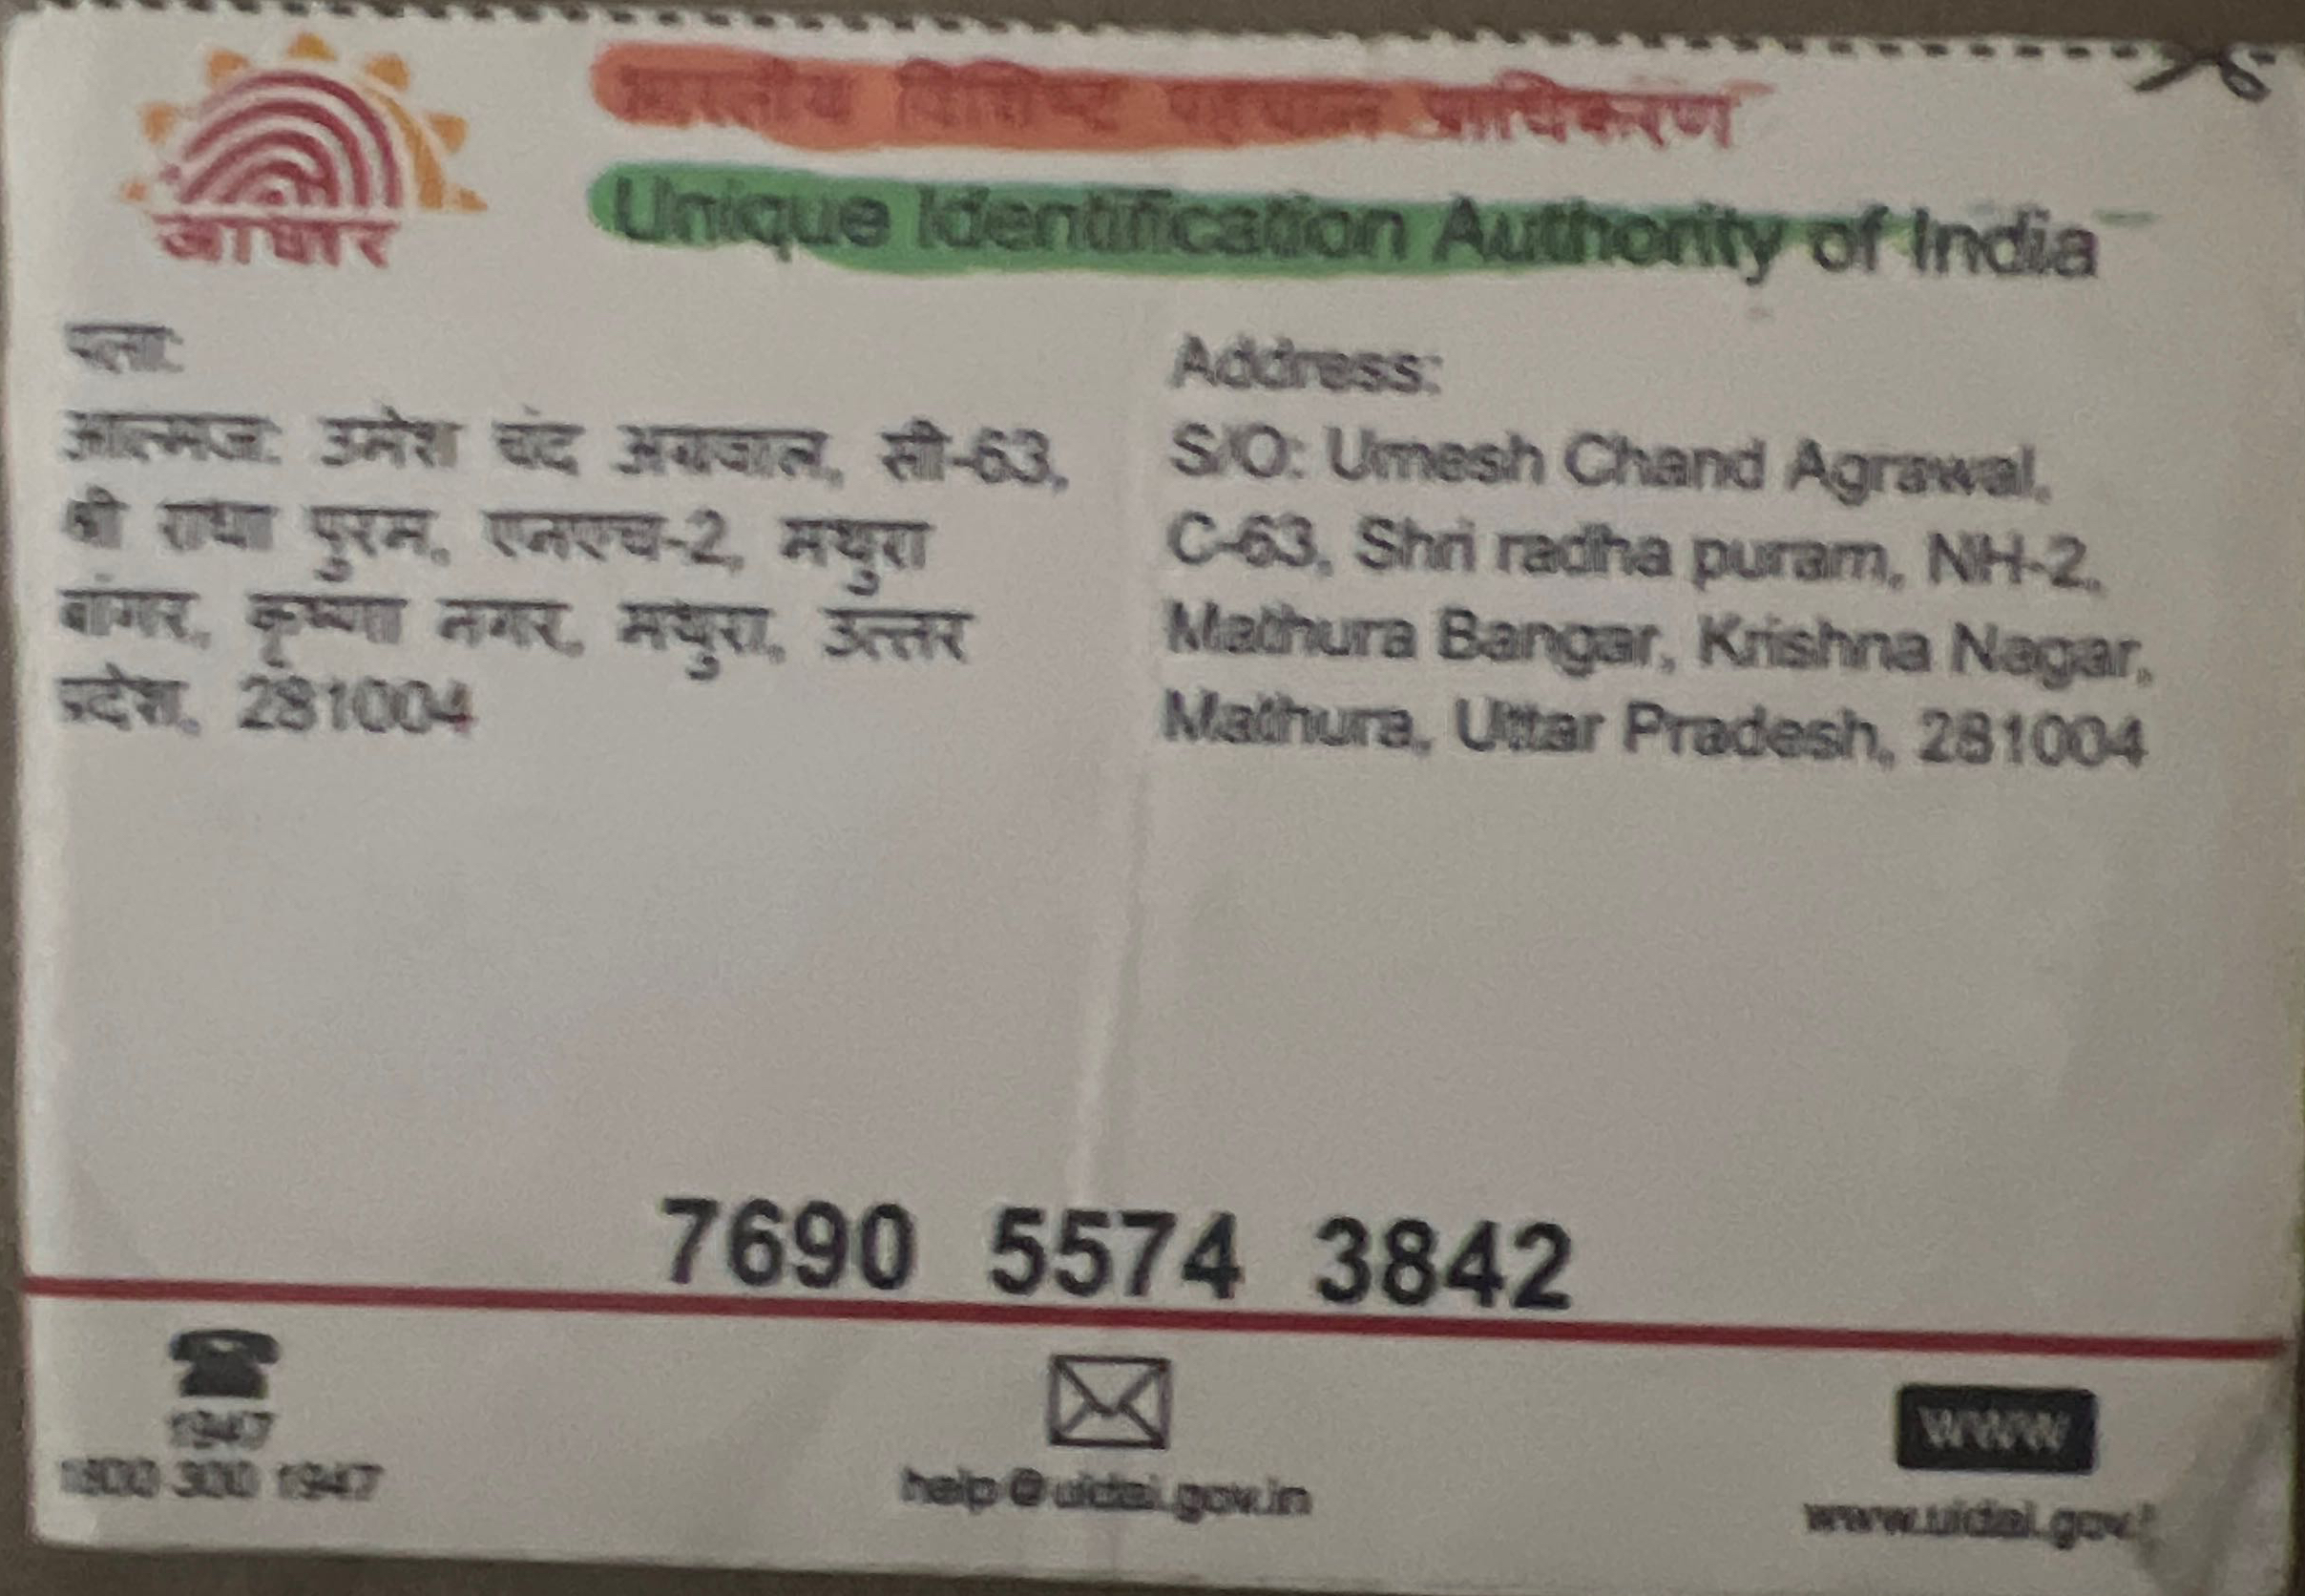 आधार
भारतीय विशिष्ट पहचान प्राधिकरण
Unique Identification Authority of India
पता:
आत्मज: उमेश चंद अग्रवाल, सी-63,
श्री राधा पुरम, एनएच-2, मथुरा
बांगर, कृष्णा नगर, मथुरा, उत्तर
प्रदेश, 281004
Address:
S/O: Umesh Chand Agrawal,
C-63, Shri radha puram, NH-2,
Mathura Bangar, Krishna Nagar,
Mathura, Uttar Pradesh, 281004
7690 5574 3842
1947
1800 300 1947
help@uidai.gov.in
www
www.uidai.gov.